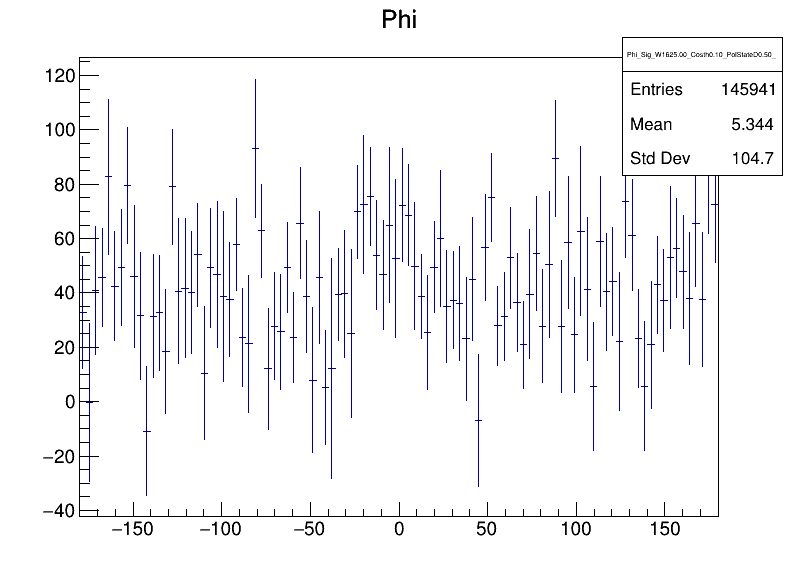 Phi
Phi_Sig_W1625.00_Costh0.10_PolStateD0.50_
Entries 145941
Mean 5.344
Std Dev 104.7
120
100
80
60
40
20
0
−20
−40
−150 −100 −50 0 50 100 150